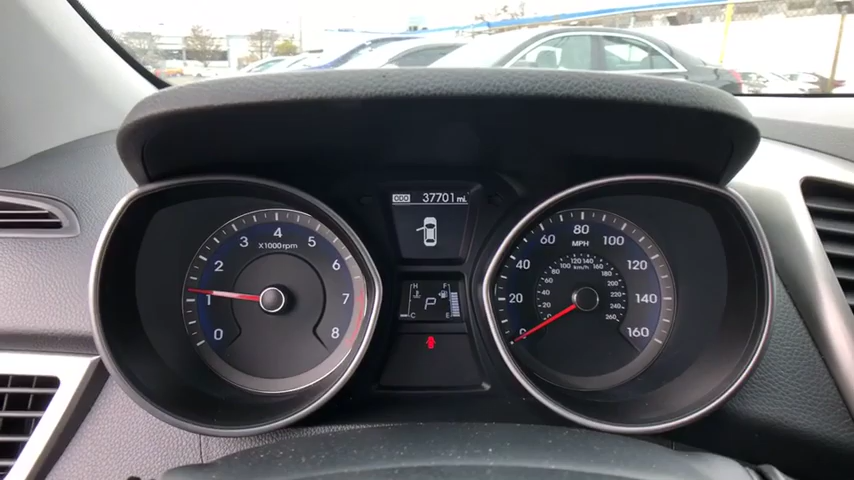 ODO 37701 mi.
0 1 2 3 4 5 6 7 8
X1000rpm
H F
P
C E
0 20 40 60 80 100 120 140 160
MPH
0 20 40 60 80 100 120 140 160 180 200 220 240 260
km/h